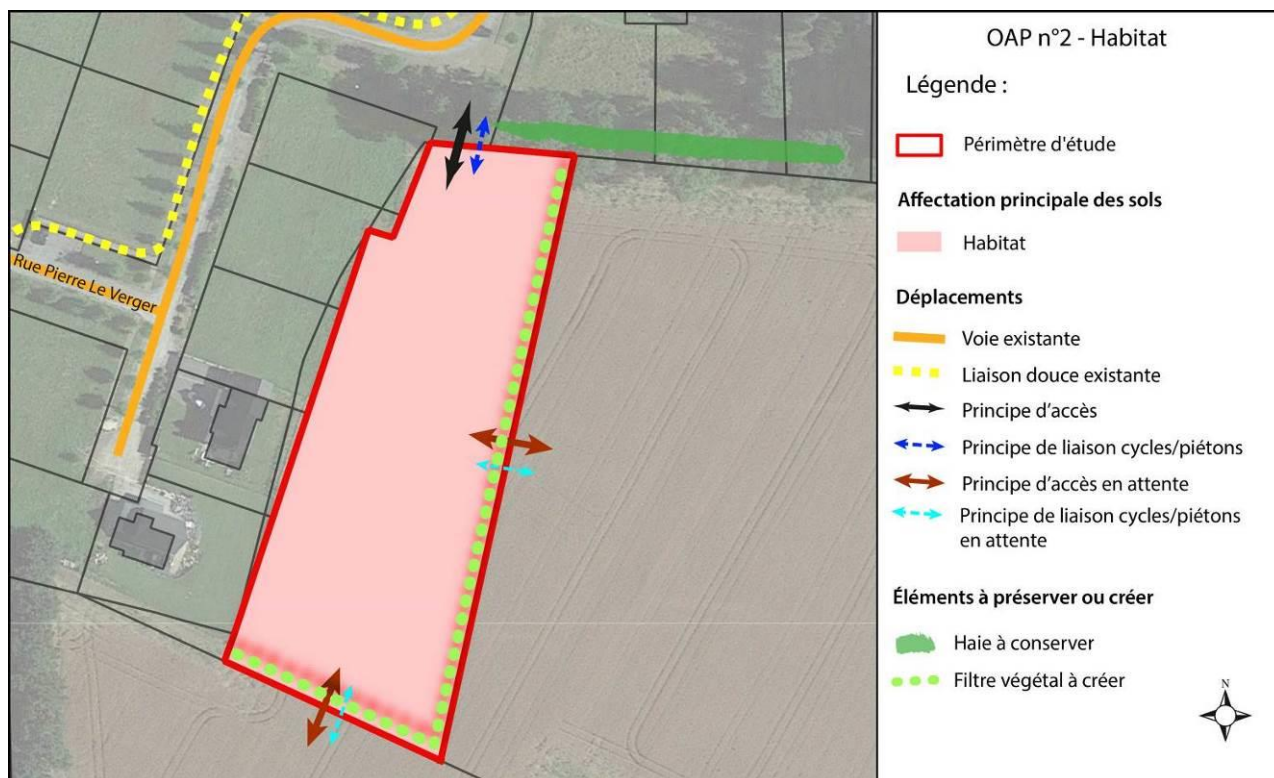 OAP n°2 - Habitat
Légende :
Périmètre d'étude
Affectation principale des sols
Habitat
Déplacements
Voie existante
Liaison douce existante
Principe d'accès
Principe de liaison cycles/piétons
Principe d'accès en attente
Principe de liaison cycles/piétons
en attente
Éléments à préserver ou créer
Haie à conserver
Filtre végétal à créer
N
Rue Pierre Le Verger